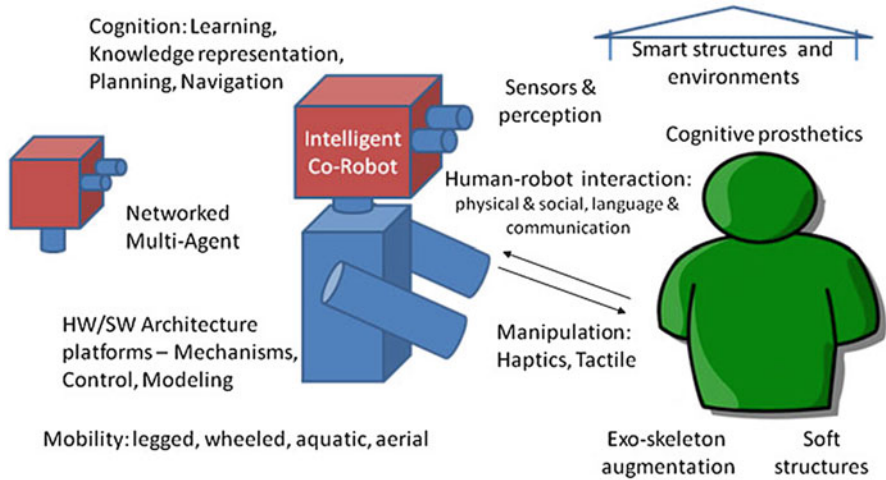 Cognition: Learning,
Knowledge representation,
Planning, Navigation
Smart structures and
environments
Sensors &
perception
Intelligent
Co-Robot
Cognitive prosthetics
Human-robot interaction:
physical & social, language &
communication
Networked
Multi-Agent
HW/SW Architecture
platforms – Mechanisms,
Control, Modeling
Manipulation:
Haptics, Tactile
Mobility: legged, wheeled, aquatic, aerial
Exo-skeleton
augmentation
Soft
structures